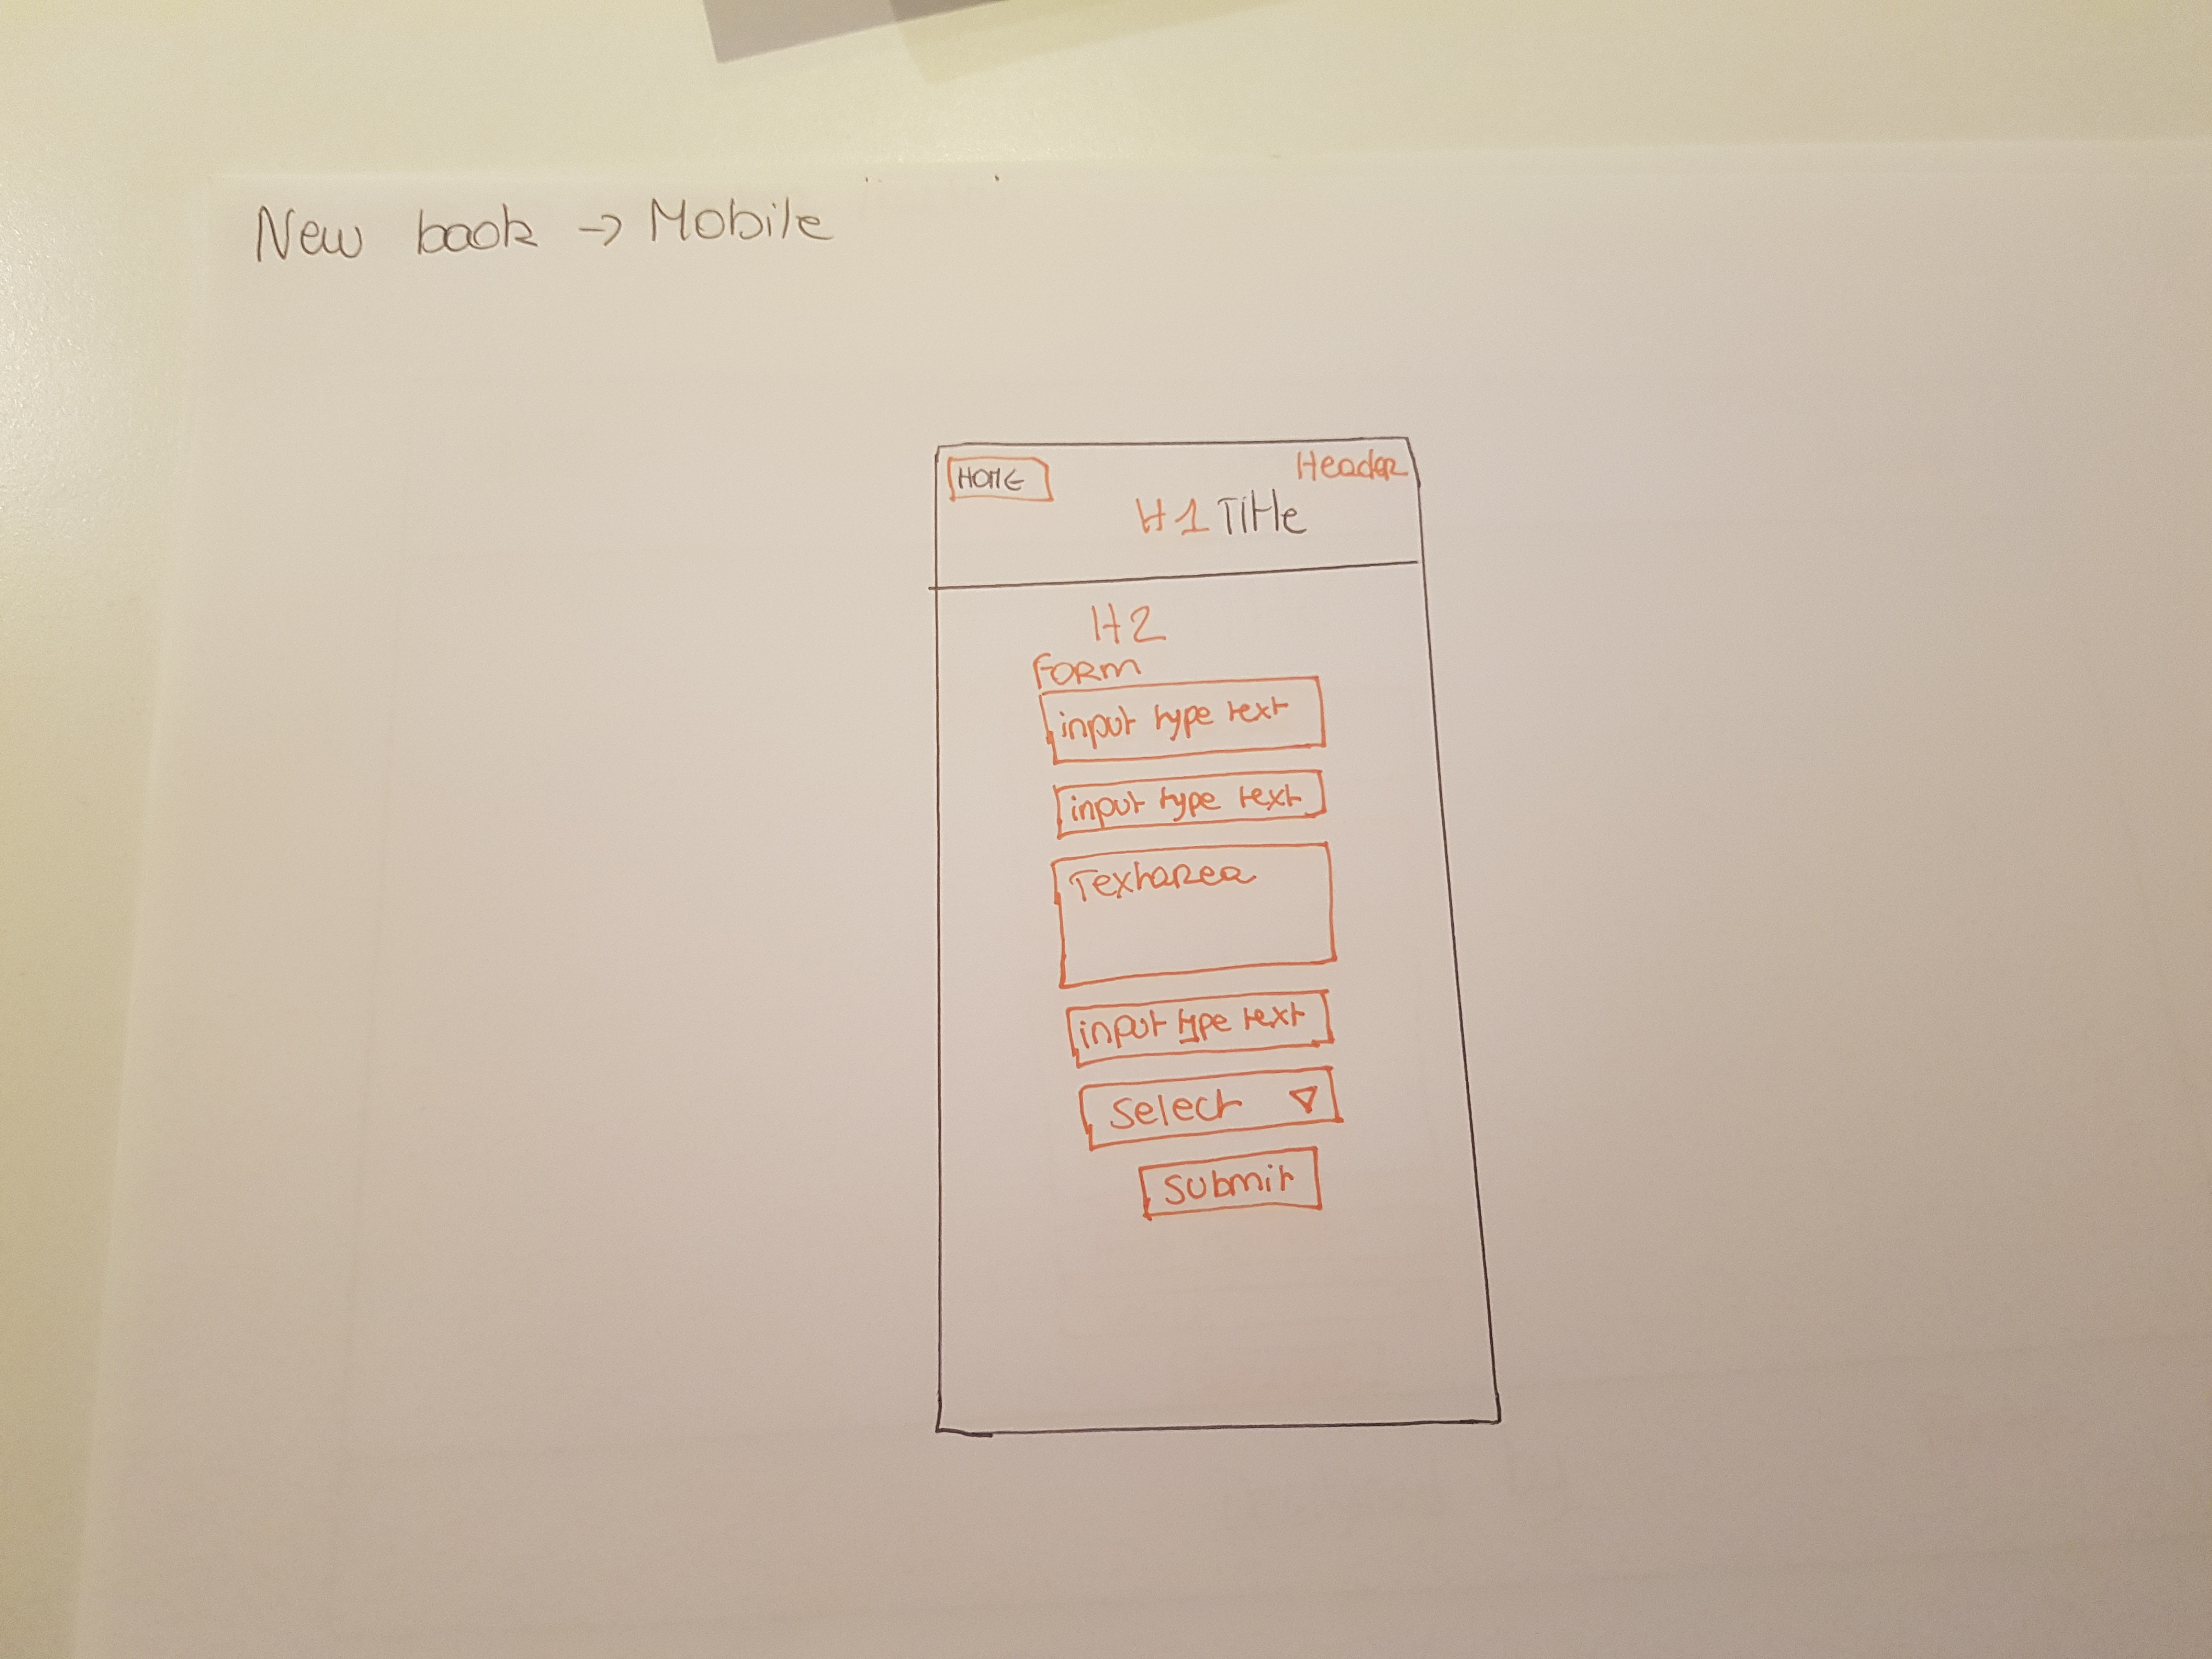 New book → Mobile
HOME
Header
H1 Title
H2
FORM
input type text
input type text
Textarea
input type text
Select ▽
Submit